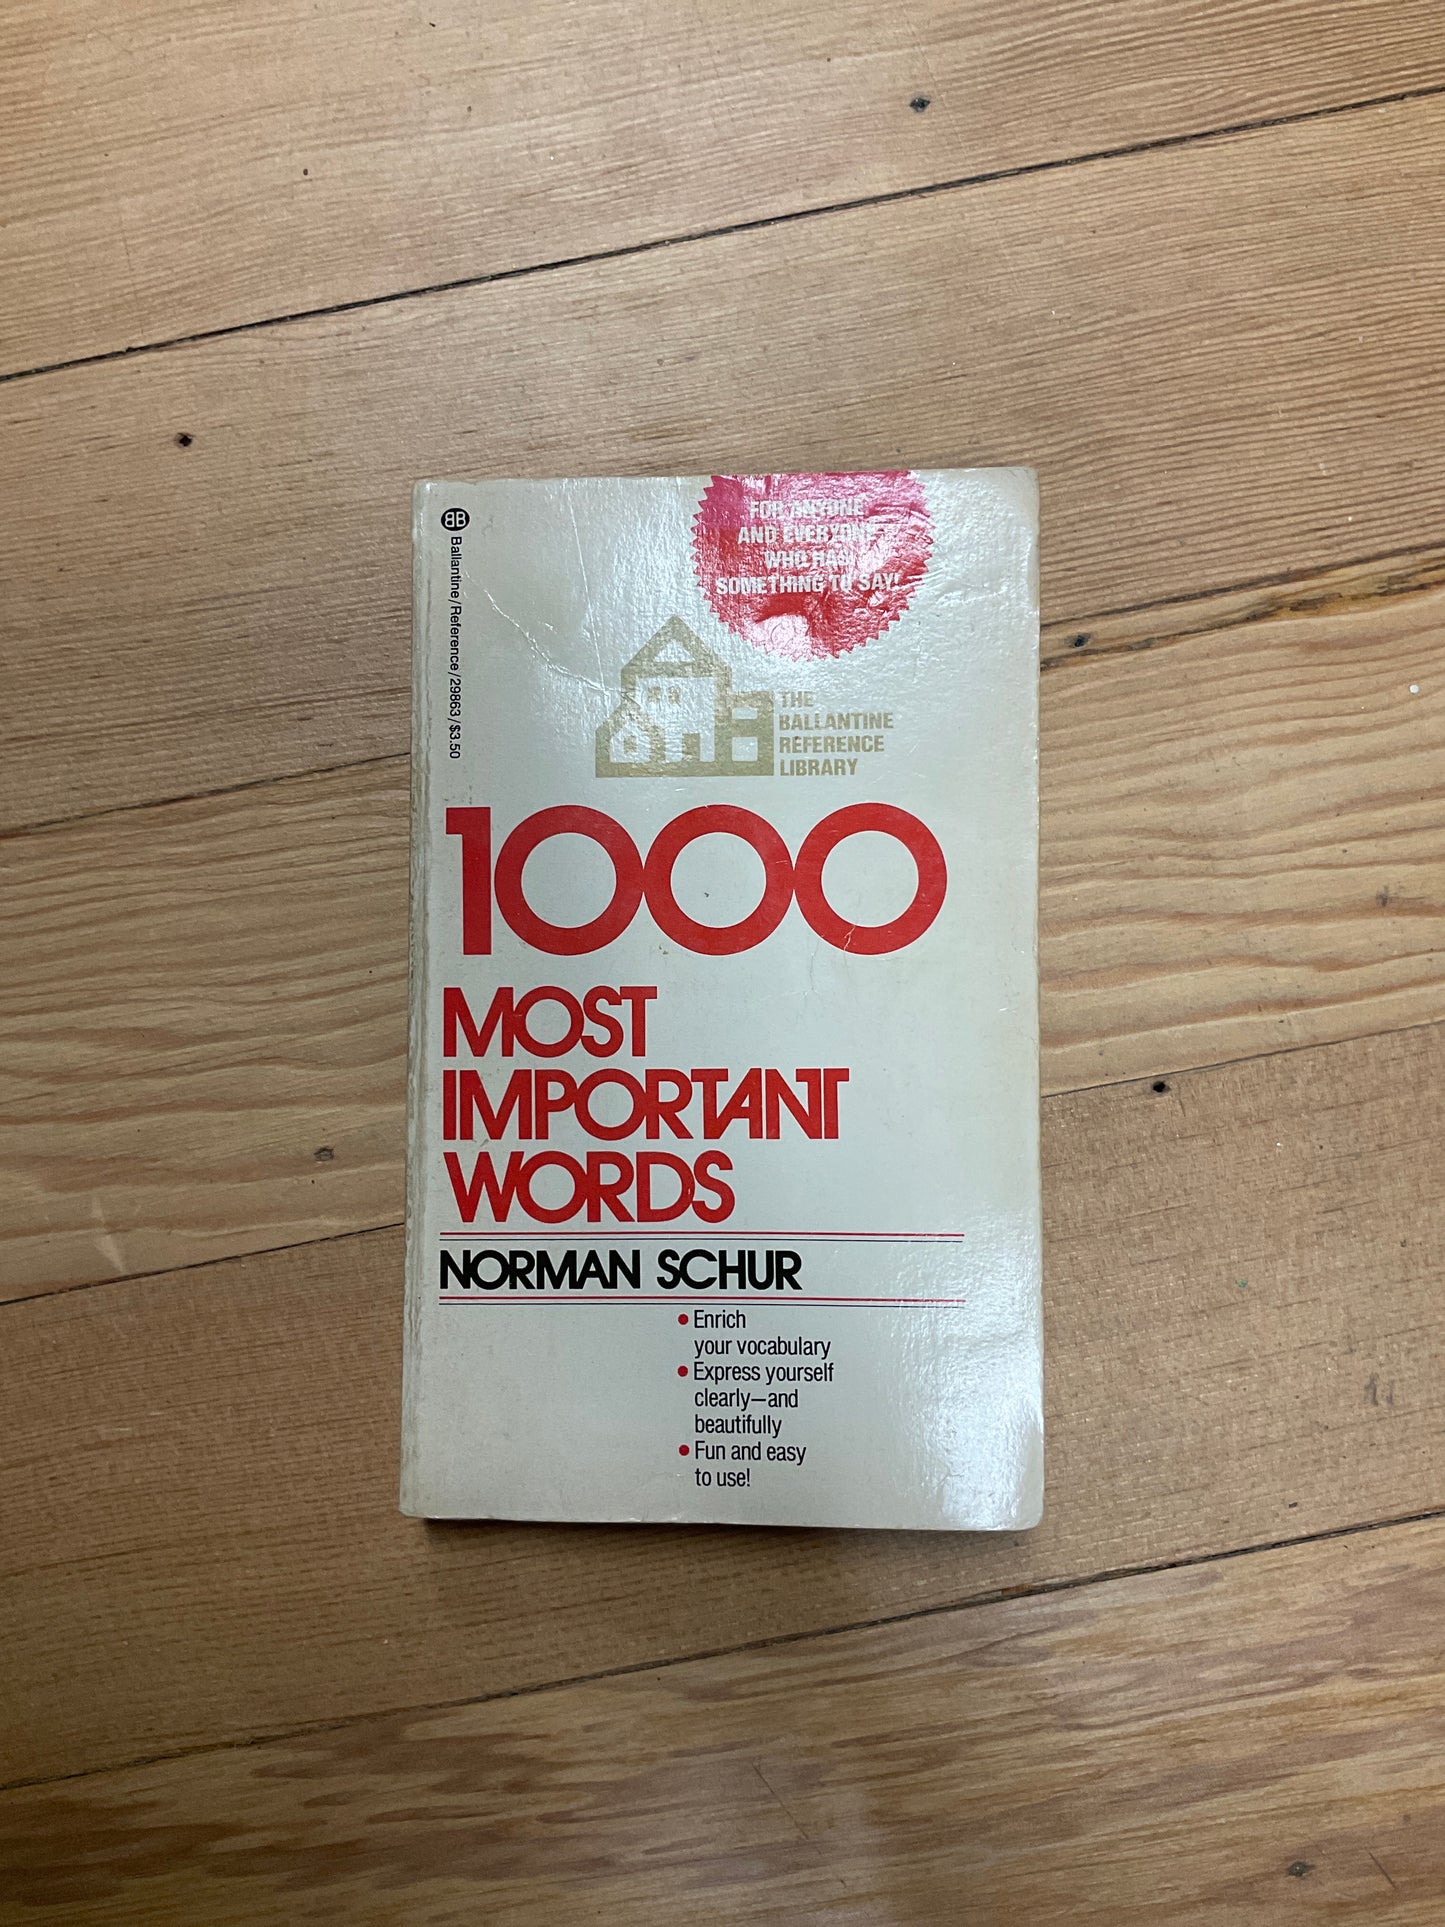 BB
Ballantine/Reference/29863/$3.50
FOR ANYONE
AND EVERYONE
WHO HAS
SOMETHING TO SAY!
THE
BALLANTINE
REFERENCE
LIBRARY
1000
MOST
IMPORTANT
WORDS
NORMAN SCHUR
• Enrich
your vocabulary
• Express yourself
clearly—and
beautifully
• Fun and easy
to use!